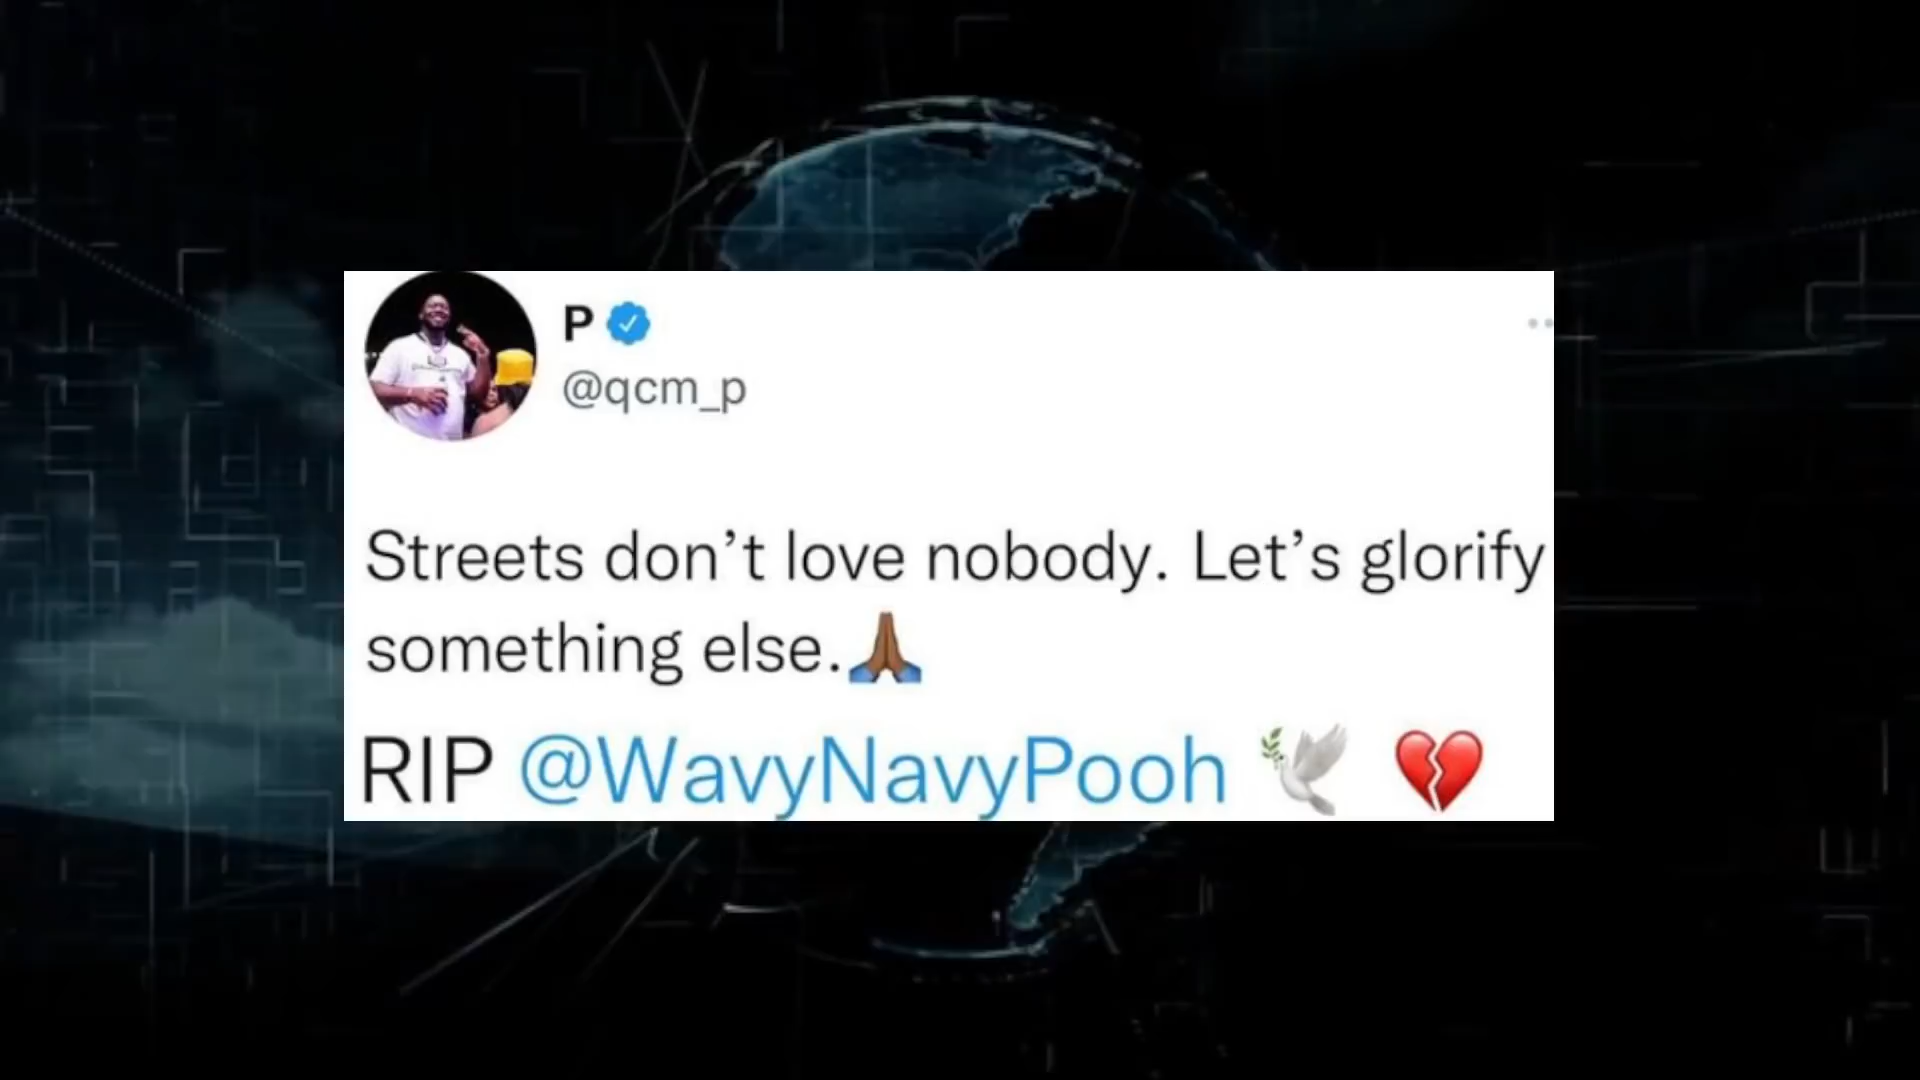 P
@qcm_p
Streets don’t love nobody. Let’s glorify
something else.🙏🏾
RIP @WavyNavyPooh 🕊️ 💔